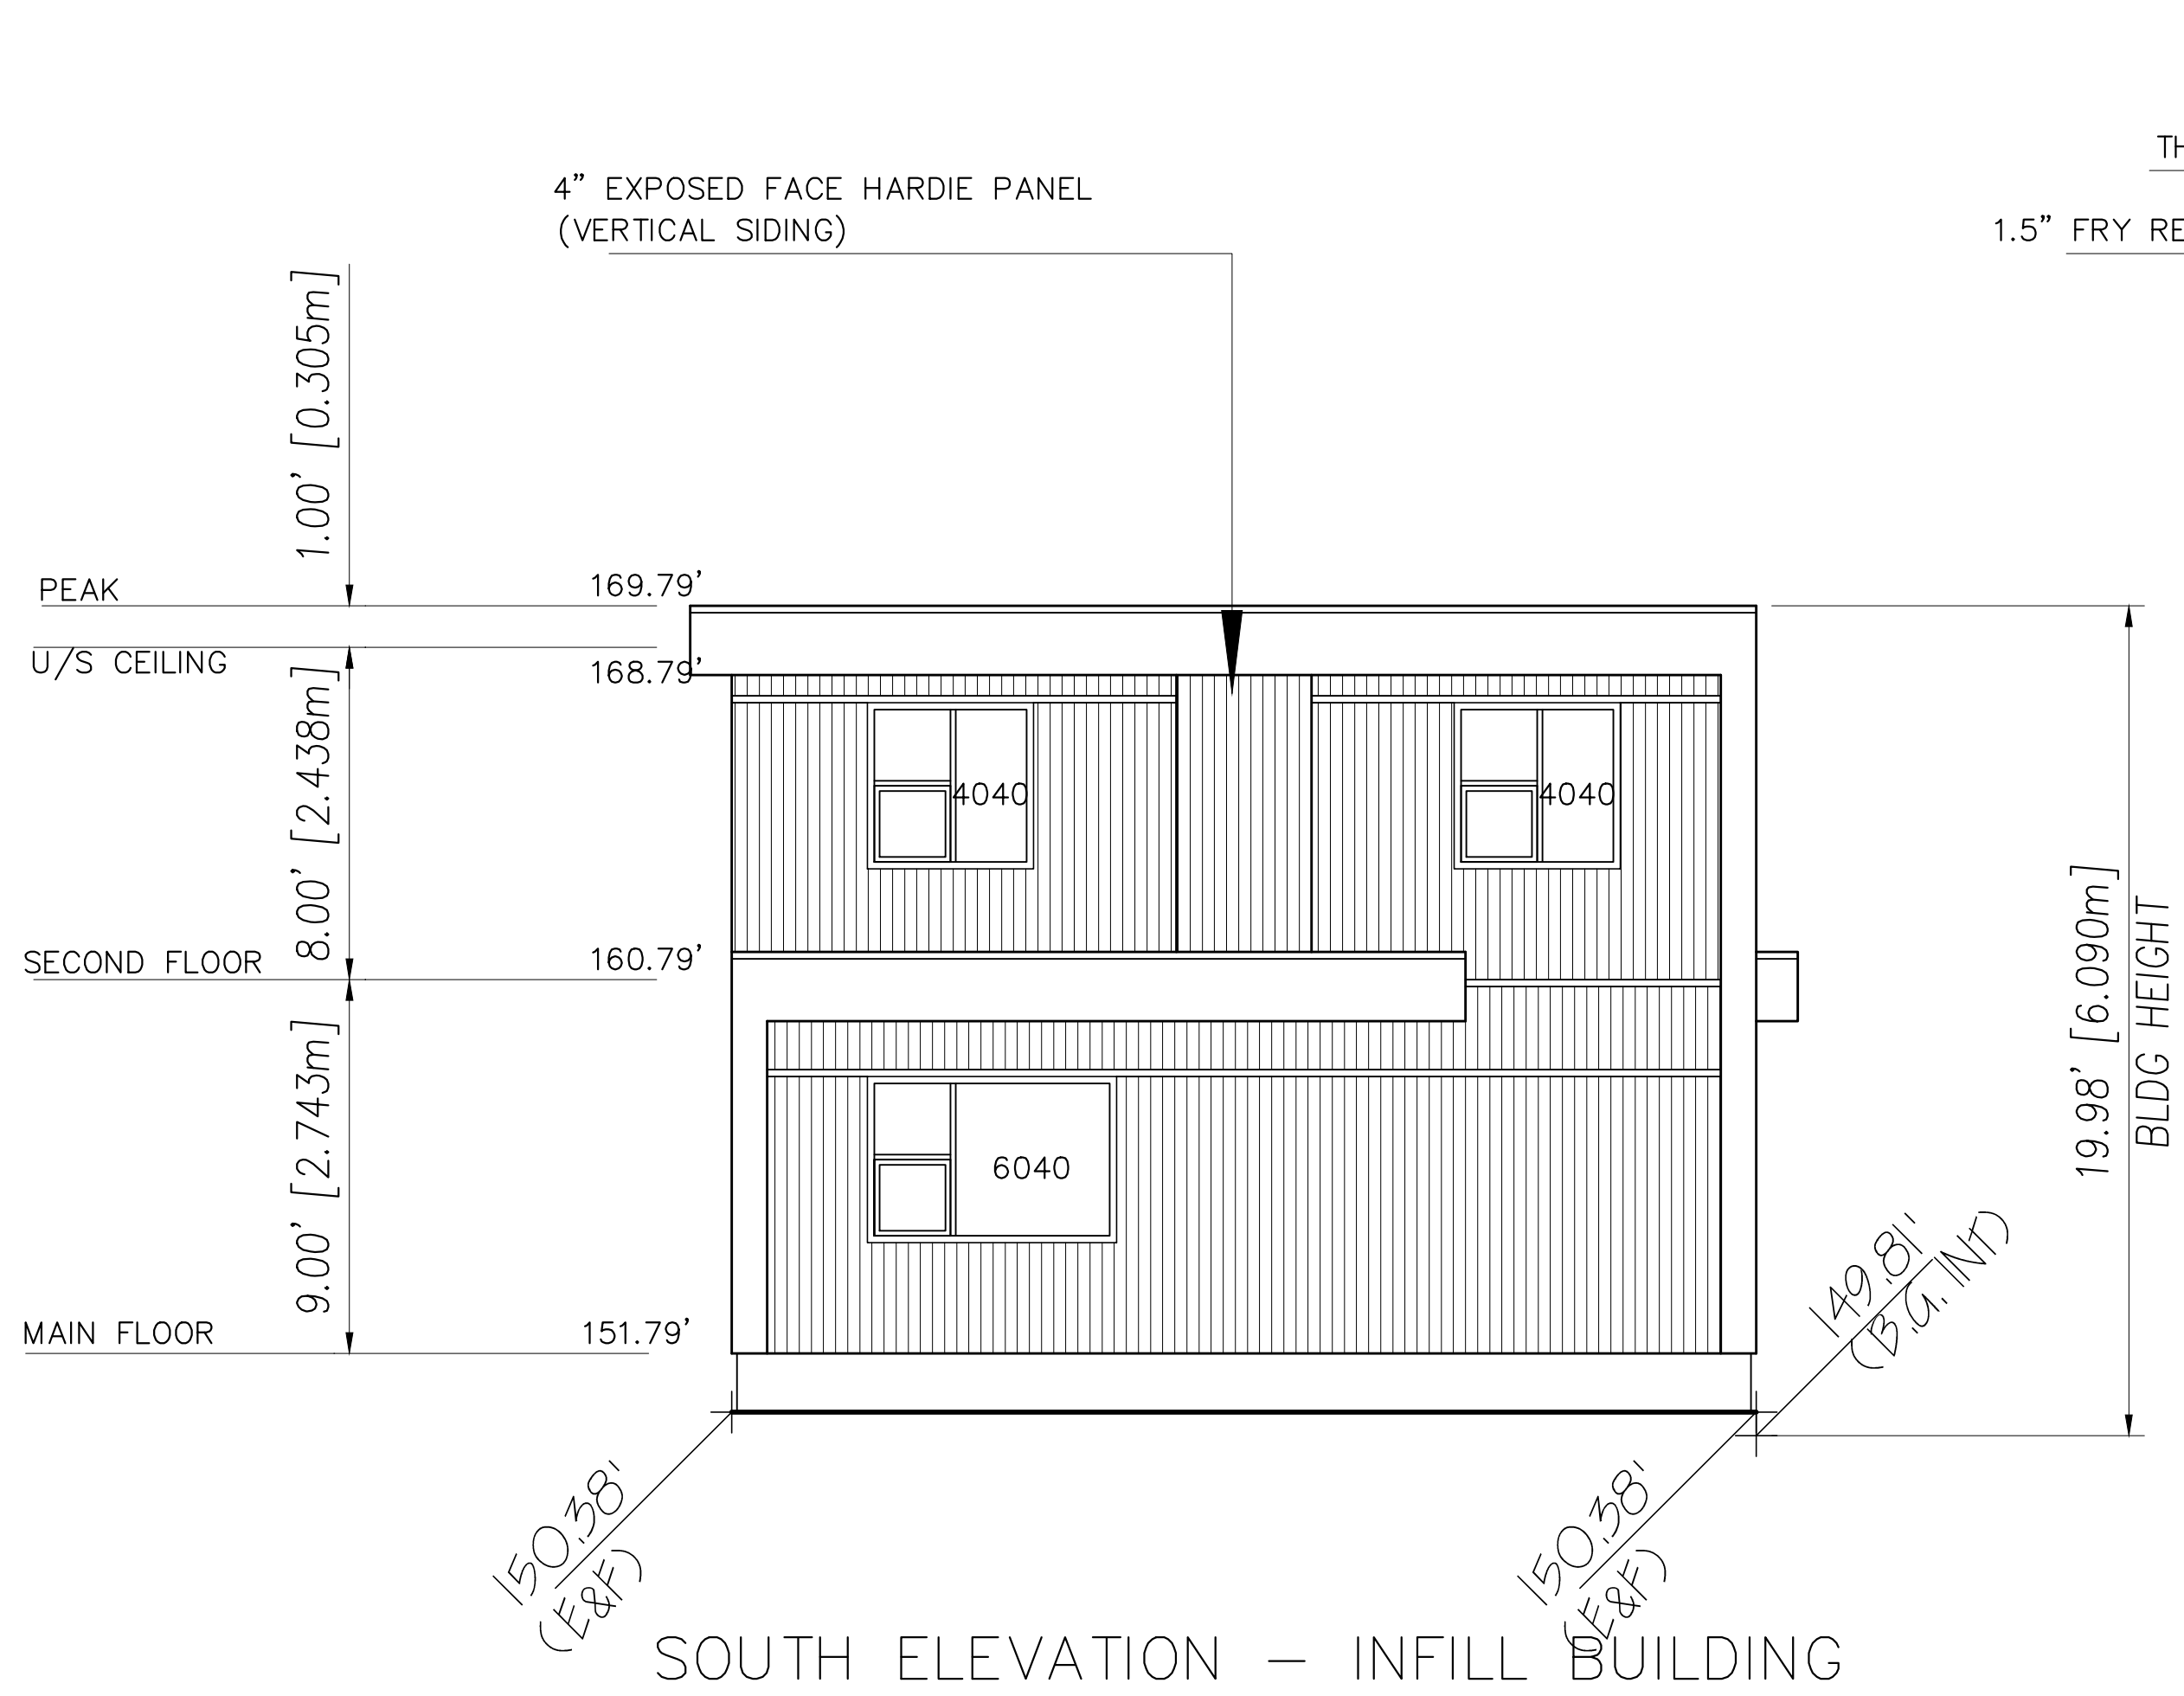 TH
4” EXPOSED FACE HARDIE PANEL
(VERTICAL SIDING)
1.5” FRY RE
1.00’ [0.305m]
PEAK
169.79’
U/S CEILING
168.79’
8.00’ [2.438m]
4040
4040
SECOND FLOOR
160.79’
9.00’ [2.743m]
6040
19.98’ [6.090m]
BLDG HEIGHT
MAIN FLOOR
151.79’
149.81'
(B.G. INT)
150.38'
(E&F)
150.38'
(E&F)
SOUTH ELEVATION – INFILL BUILDING